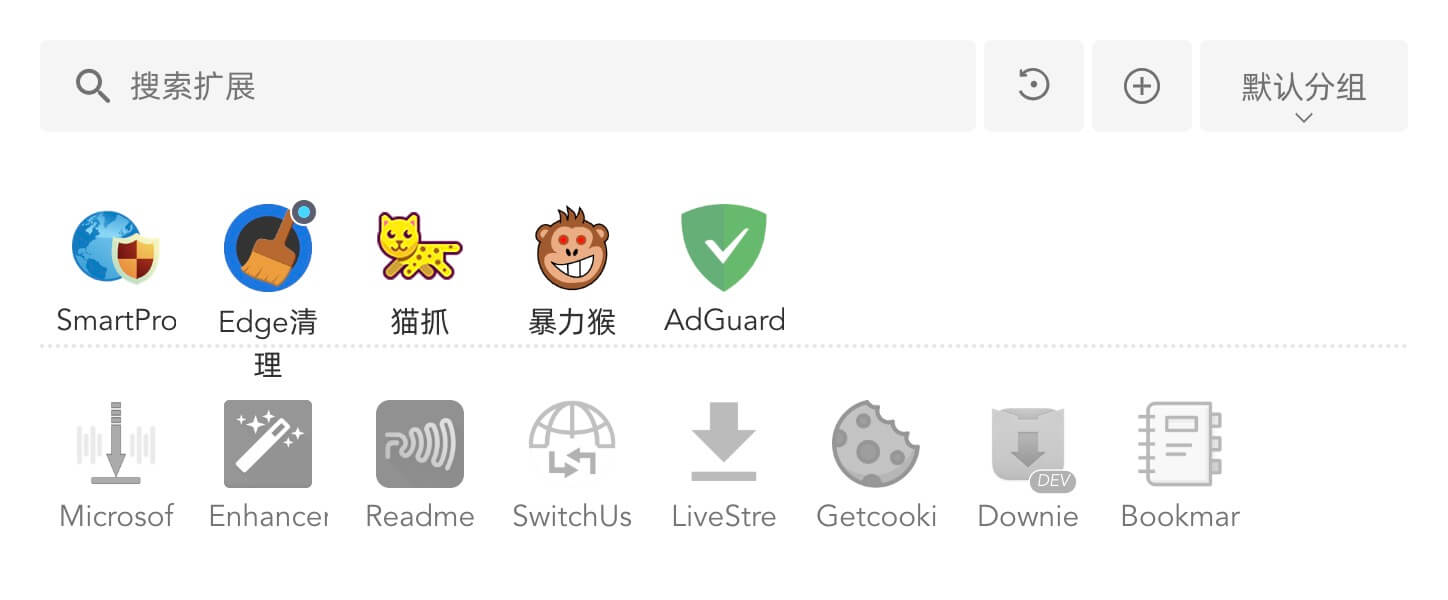 搜索扩展
默认分组
SmartPro
Edge清
理
猫抓
暴力猴
AdGuard
DEV
Microsof
Enhancer
Readme
SwitchUs
LiveStre
Getcooki
Downie
Bookmar